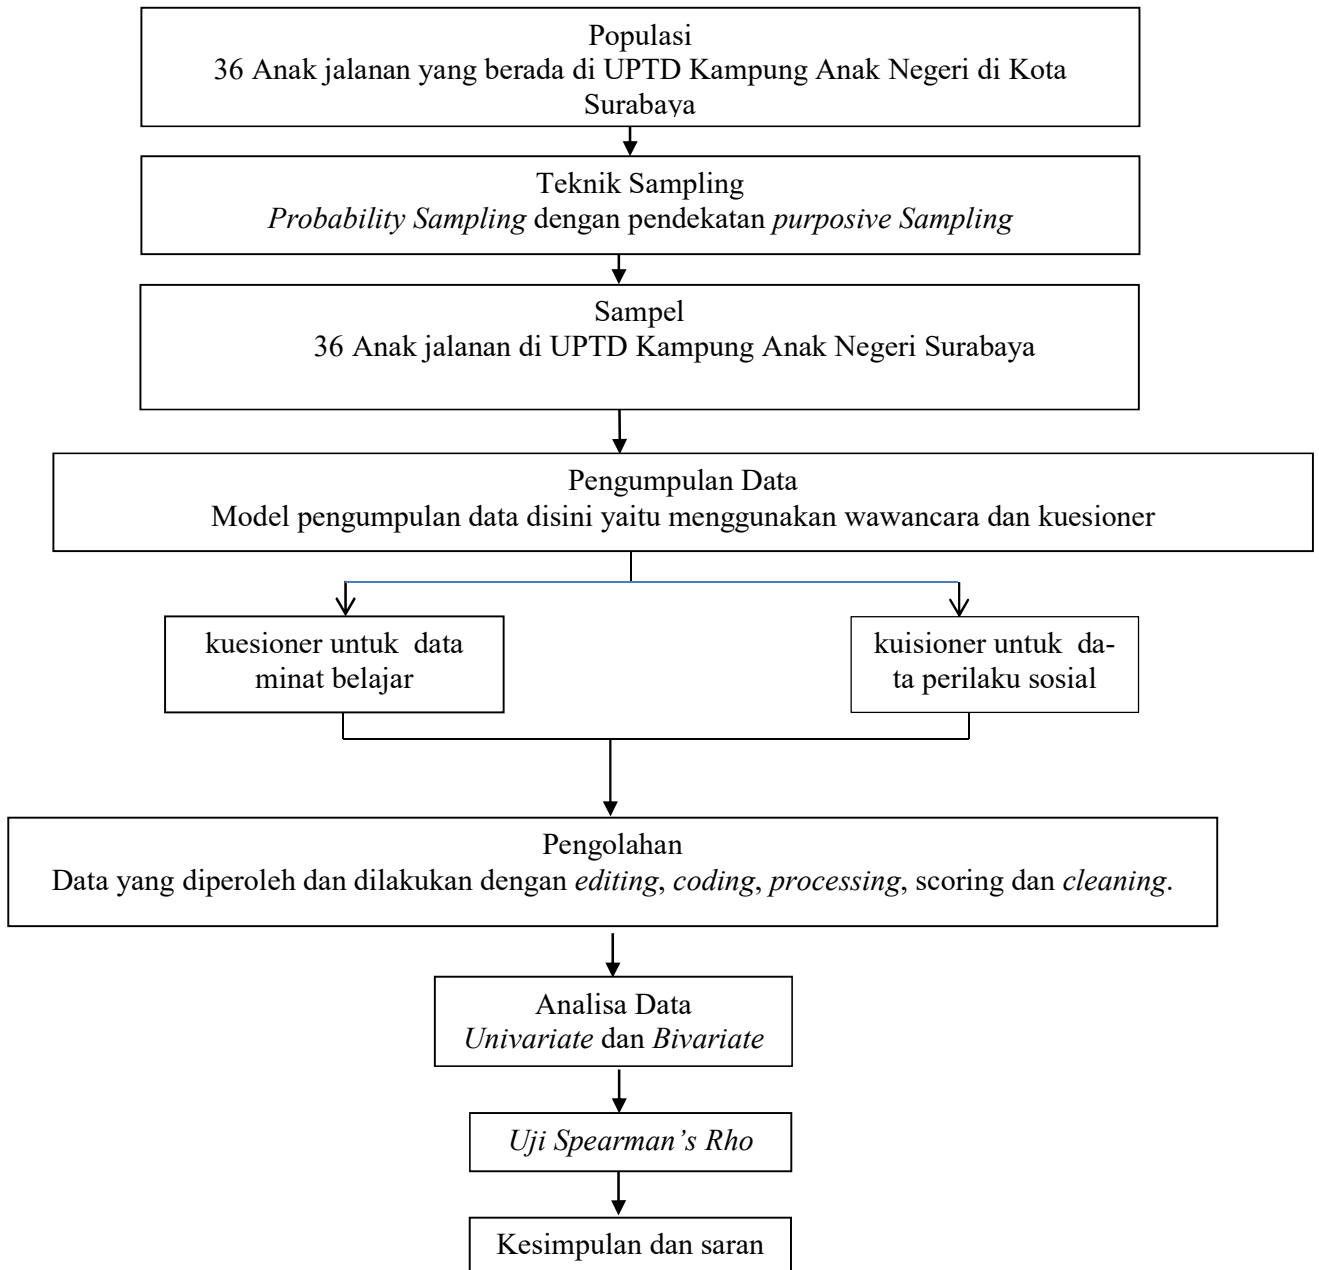 Populasi
36 Anak jalanan yang berada di UPTD Kampung Anak Negeri di Kota
Surabaya
Teknik Sampling
Probability Sampling dengan pendekatan purposive Sampling
Sampel
36 Anak jalanan di UPTD Kampung Anak Negeri Surabaya
Pengumpulan Data
Model pengumpulan data disini yaitu menggunakan wawancara dan kuesioner
kuesioner untuk data
minat belajar
kuisioner untuk da-
ta perilaku sosial
Pengolahan
Data yang diperoleh dan dilakukan dengan editing, coding, processing, scoring dan cleaning.
Analisa Data
Univariate dan Bivariate
Uji Spearman’s Rho
Kesimpulan dan saran